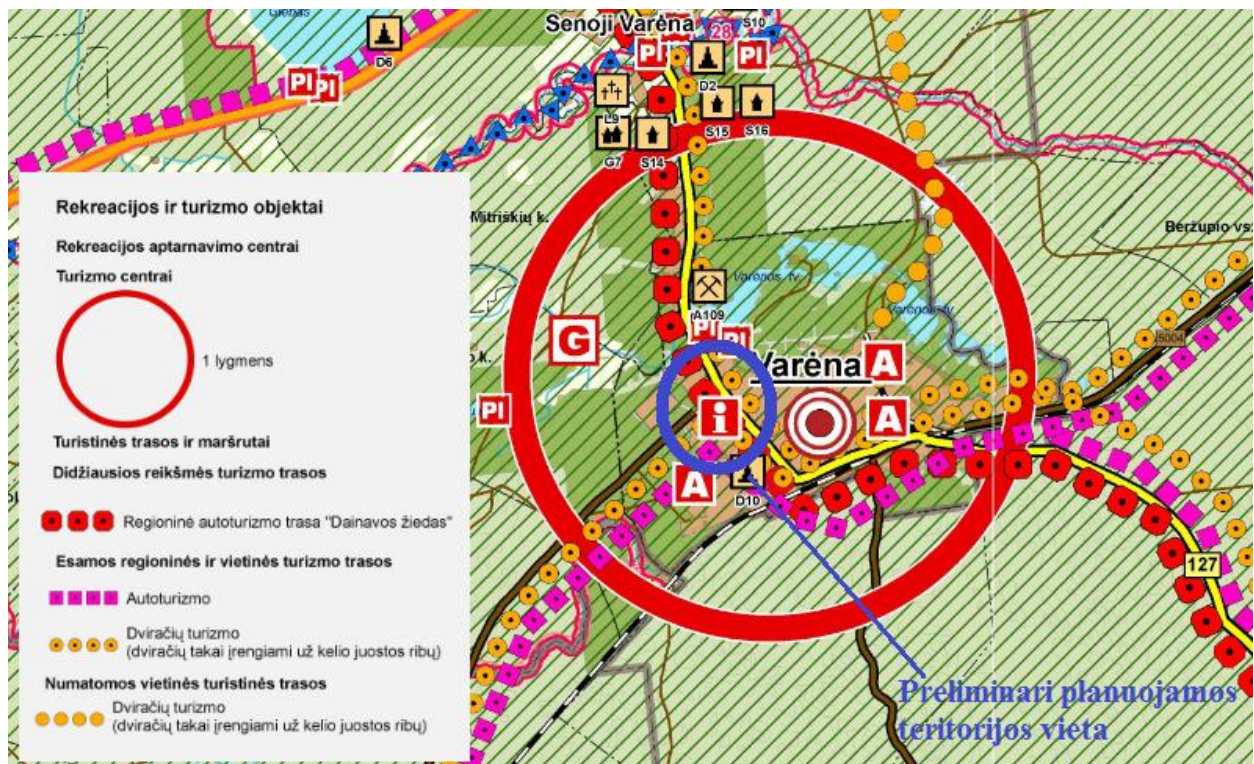 Glėnas
Senoji Varėna
S10
28
D6
PI
PI
PI
PI
D2
L9
S15
S16
G7
S14
Mitriškių k.
Beržupio vs.
Varėnos tv.
Varėnos tv.
A109
PI
PI
G
o k.
Varėna
A
5004
PI
i
A
A
D10
127
Rekreacijos ir turizmo objektai
Rekreacijos aptarnavimo centrai
Turizmo centrai
1 lygmens
Turistinės trasos ir maršrutai
Didžiausios reikšmės turizmo trasos
Regioninė autoturizmo trasa "Dainavos žiedas"
Esamos regioninės ir vietinės turizmo trasos
Autoturizmo
Dviračių turizmo
(dviračių takai įrengiami už kelio juostos ribų)
Numatomos vietinės turistinės trasos
Dviračių turizmo
(dviračių takai įrengiami už kelio juostos ribų)
Preliminari planuojamos
teritorijos vieta